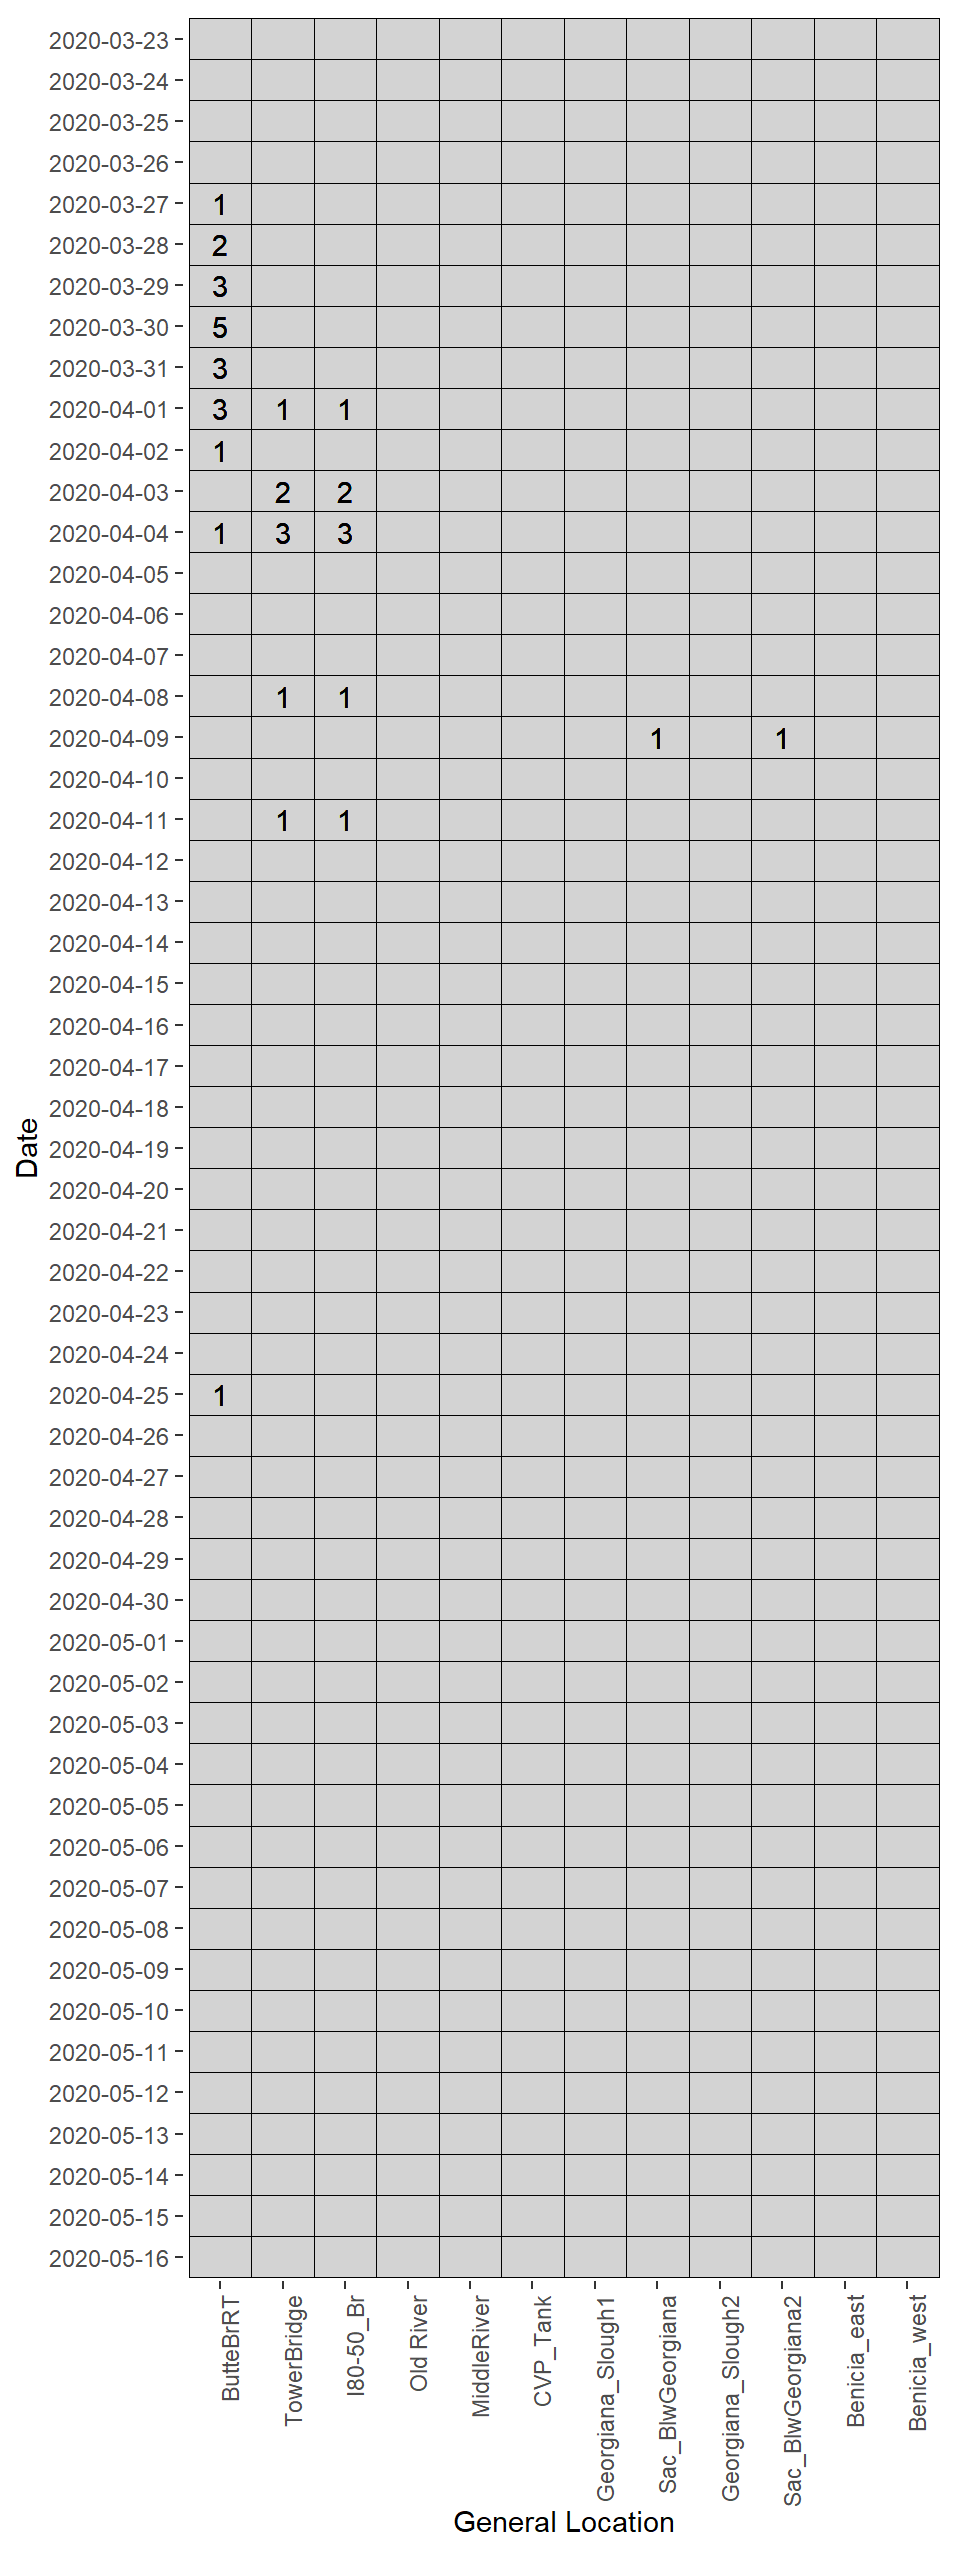 2020-03-23
2020-03-24
2020-03-25
2020-03-26
2020-03-27 1
2020-03-28 2
2020-03-29 3
2020-03-30 5
2020-03-31 3
2020-04-01 3 1 1
2020-04-02 1
2020-04-03 2 2
2020-04-04 1 3 3
2020-04-05
2020-04-06
2020-04-07
2020-04-08 1 1
2020-04-09 1 1
2020-04-10
2020-04-11 1 1
2020-04-12
2020-04-13
2020-04-14
2020-04-15
2020-04-16
2020-04-17
2020-04-18
2020-04-19
2020-04-20
2020-04-21
2020-04-22
2020-04-23
2020-04-24
2020-04-25 1
2020-04-26
2020-04-27
2020-04-28
2020-04-29
2020-04-30
2020-05-01
2020-05-02
2020-05-03
2020-05-04
2020-05-05
2020-05-06
2020-05-07
2020-05-08
2020-05-09
2020-05-10
2020-05-11
2020-05-12
2020-05-13
2020-05-14
2020-05-15
2020-05-16
Date
ButteBrRT
TowerBridge
I80-50_Br
Old River
MiddleRiver
CVP_Tank
Georgiana_Slough1
Sac_BlwGeorgiana
Georgiana_Slough2
Sac_BlwGeorgiana2
Benicia_east
Benicia_west
General Location